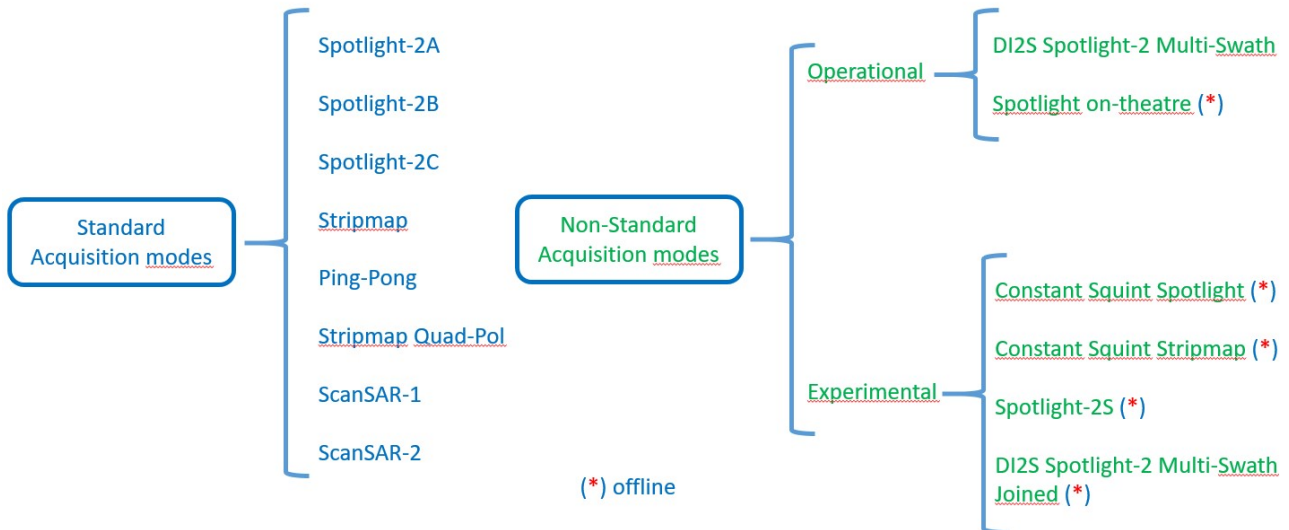 Standard
Acquisition modes
Spotlight-2A
Spotlight-2B
Spotlight-2C
Stripmap
Ping-Pong
Stripmap Quad-Pol
ScanSAR-1
ScanSAR-2
Non-Standard
Acquisition modes
Operational
DI2S Spotlight-2 Multi-Swath
Spotlight on-theatre (*)
Experimental
Constant Squint Spotlight (*)
Constant Squint Stripmap (*)
Spotlight-2S (*)
DI2S Spotlight-2 Multi-Swath
Joined (*)
(*) offline